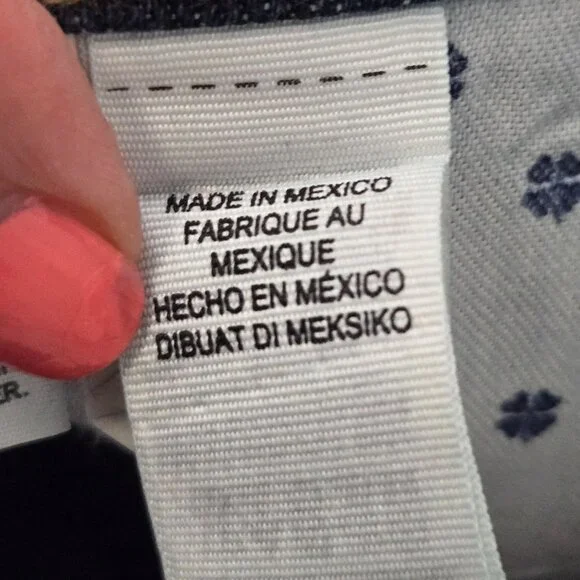 MADE IN MEXICO
FABRIQUE AU
MEXIQUE
HECHO EN MÉXICO
DIBUAT DI MEKSIKO